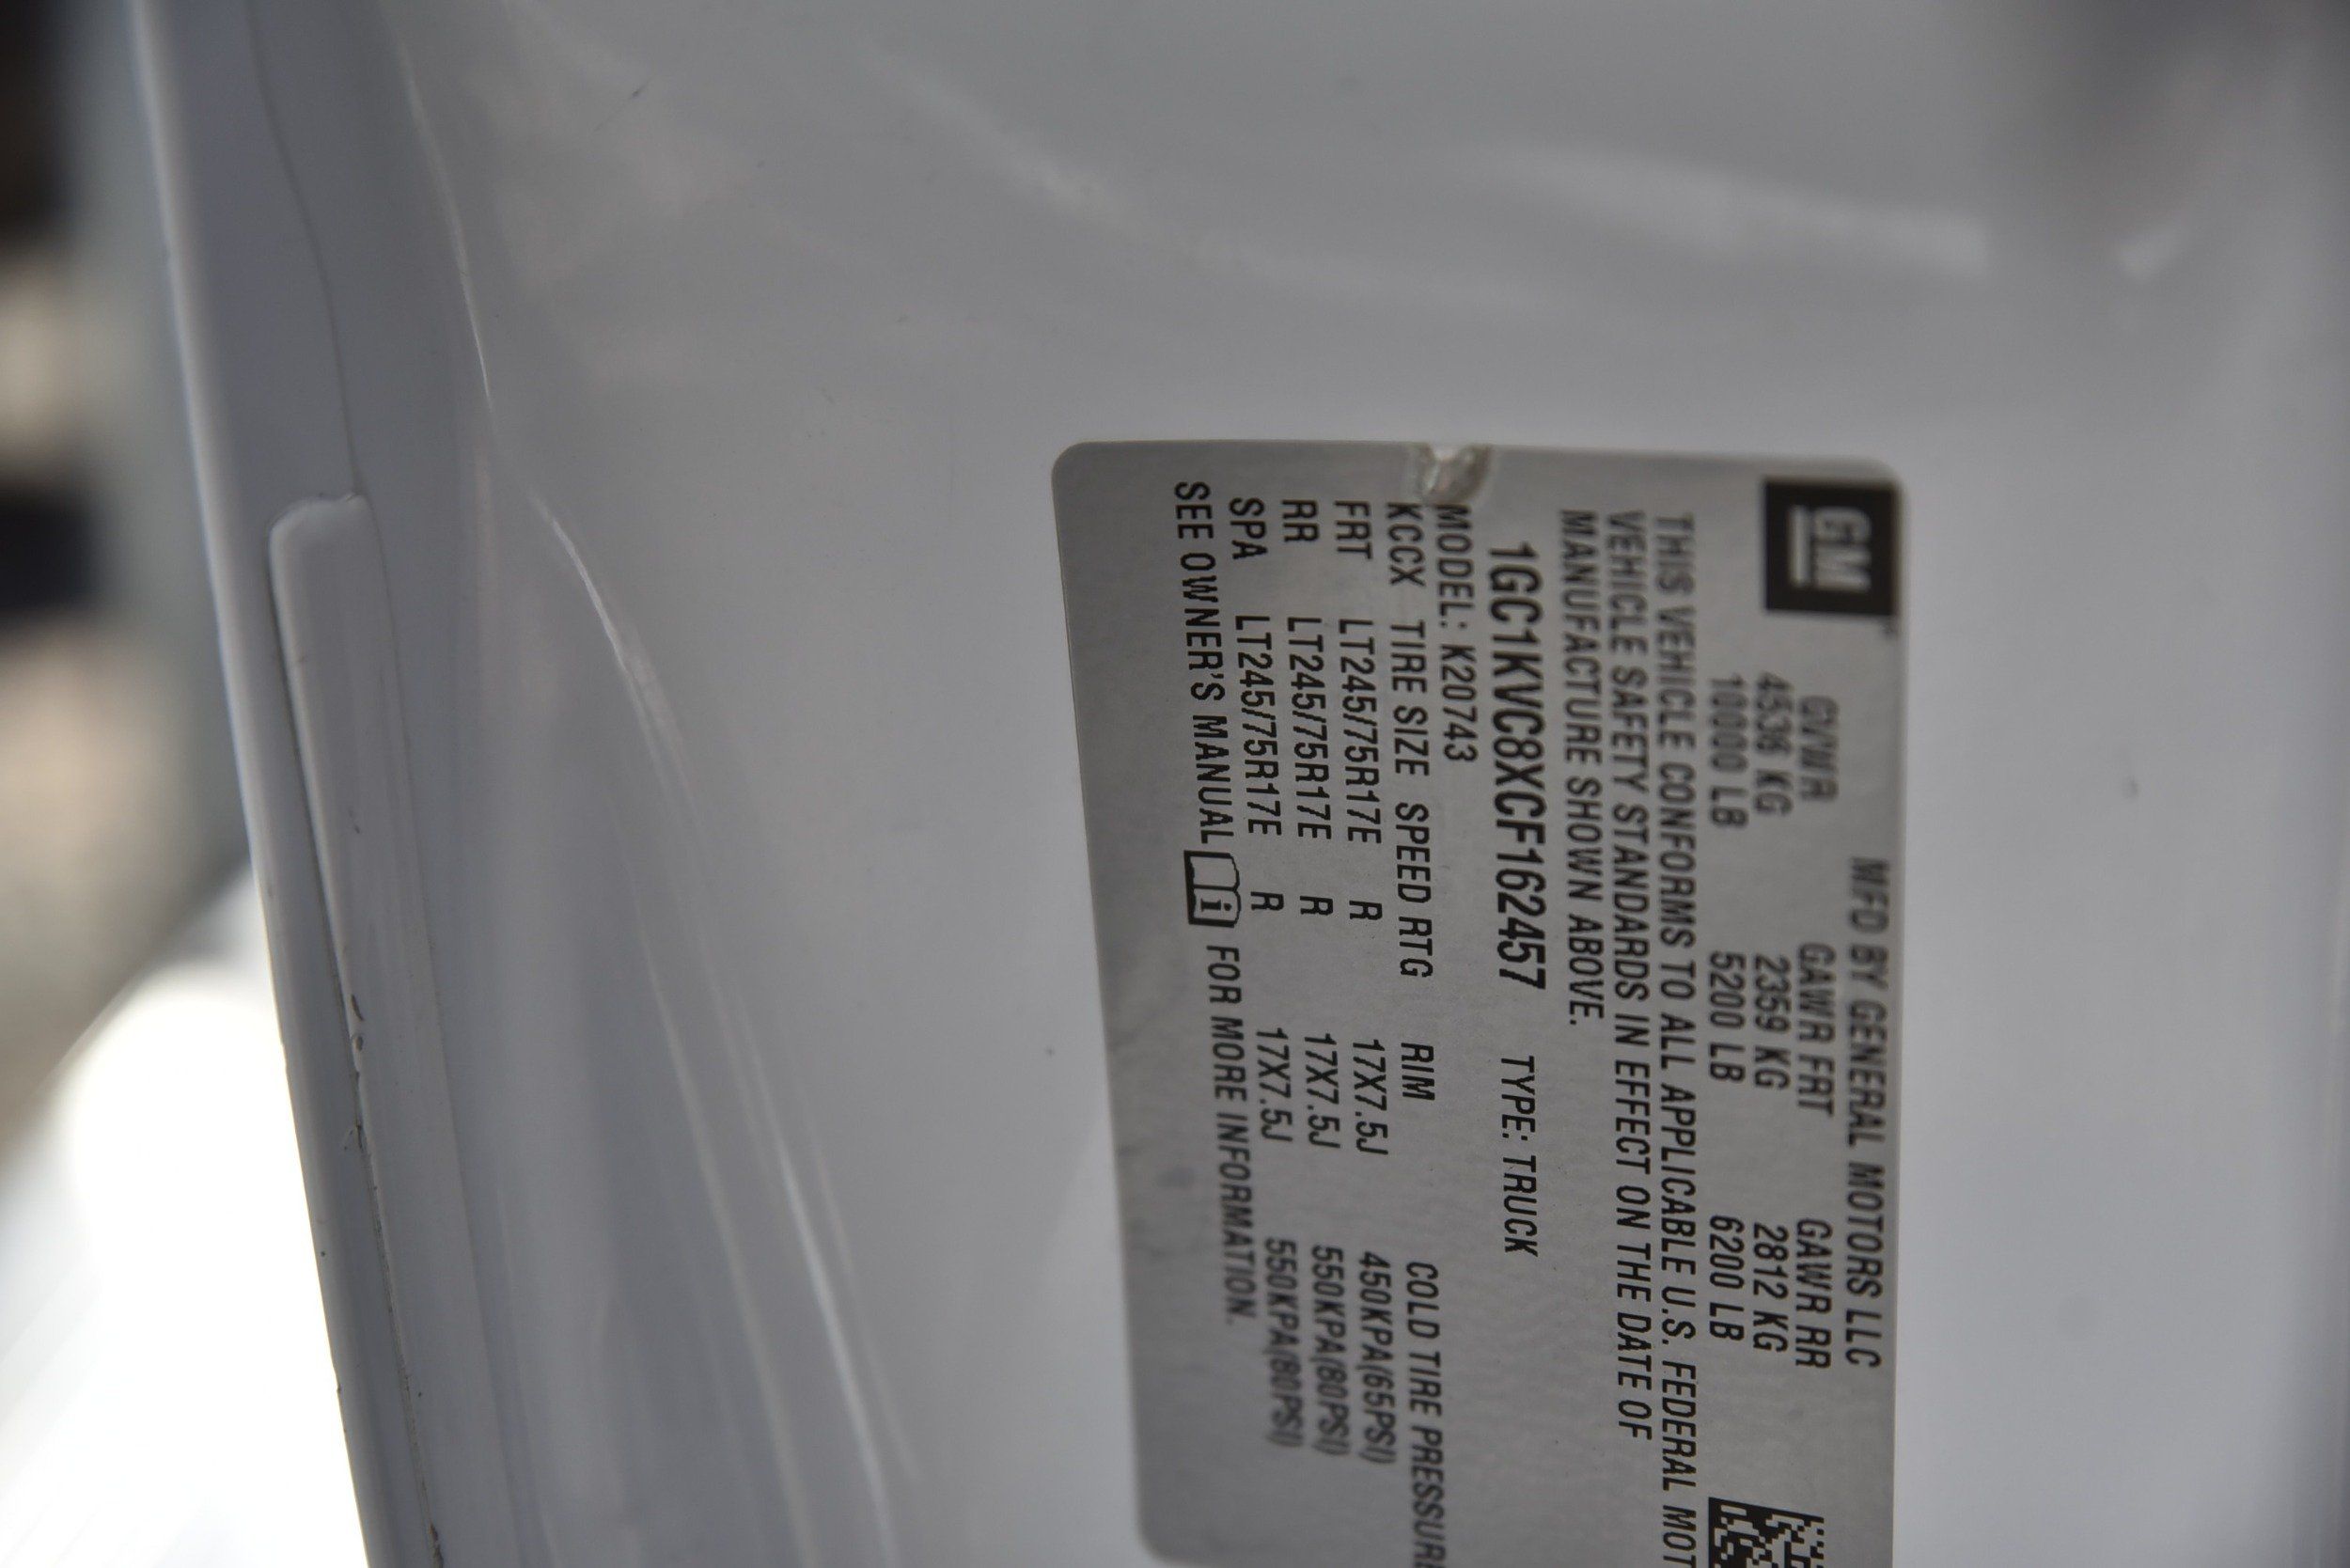 GM
MFD BY GENERAL MOTORS LLC
GVWR GAWR FRT GAWR RR
4536 KG 2359 KG 2812 KG
10000 LB 5200 LB 6200 LB
THIS VEHICLE CONFORMS TO ALL APPLICABLE U.S. FEDERAL MOT
VEHICLE SAFETY STANDARDS IN EFFECT ON THE DATE OF
MANUFACTURE SHOWN ABOVE.
1GC1KVC8XCF162457 TYPE: TRUCK
MODEL: K20743
KCCX TIRE SIZE SPEED RTG RIM COLD TIRE PRESSURE
FRT LT245/75R17E R 17X7.5J 450KPA(65PSI)
RR LT245/75R17E R 17X7.5J 550KPA(80PSI)
SPA LT245/75R17E R 17X7.5J 550KPA(80PSI)
SEE OWNER'S MANUAL i FOR MORE INFORMATION.